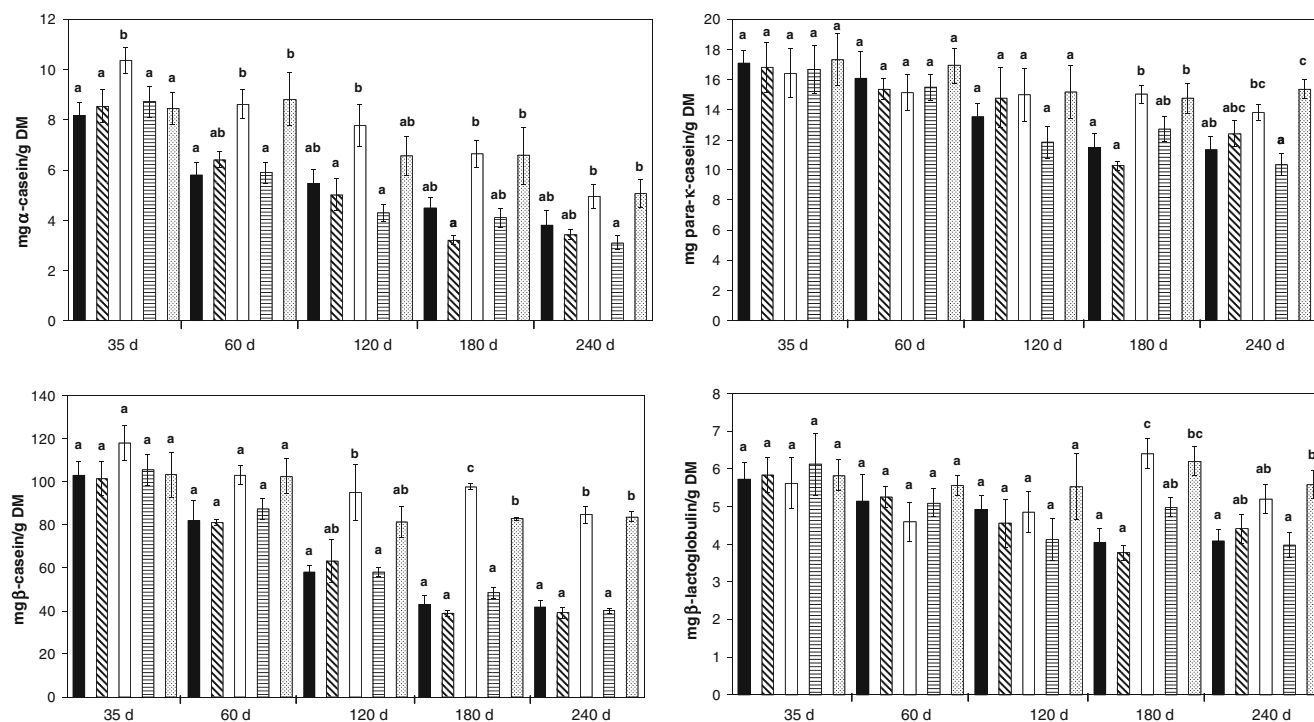 mg α-casein/g DM
12
10
8
6
4
2
0
a a b a a
a ab b a b
ab a b a ab
ab a b ab b
ab ab b a b
35 d 60 d 120 d 180 d 240 d
mg para-κ-casein/g DM
20
18
16
14
12
10
8
6
4
2
0
a a a a a
a a a a a
a a a a a
a a b ab b
ab abc bc a c
35 d 60 d 120 d 180 d 240 d
mg β-casein/g DM
140
120
100
80
60
40
20
0
a a a a a
a a a a a
a ab b a ab
a a c a b
a a b a b
35 d 60 d 120 d 180 d 240 d
mg β-lactoglobulin/g DM
8
7
6
5
4
3
2
1
0
a a a a a
a a a a a
a a a a a
a a c ab bc
ab ab ab a b
35 d 60 d 120 d 180 d 240 d